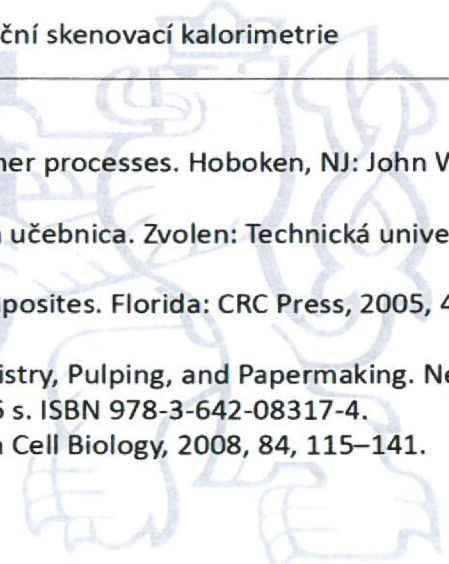 ční skenovací kalorimetrie
ner processes. Hoboken, NJ: John W
učebnica. Zvolen: Technická unive
posites. Florida: CRC Press, 2005, 4
istry, Pulping, and Papermaking. Ne
s. ISBN 978-3-642-08317-4.
Cell Biology, 2008, 84, 115–141.